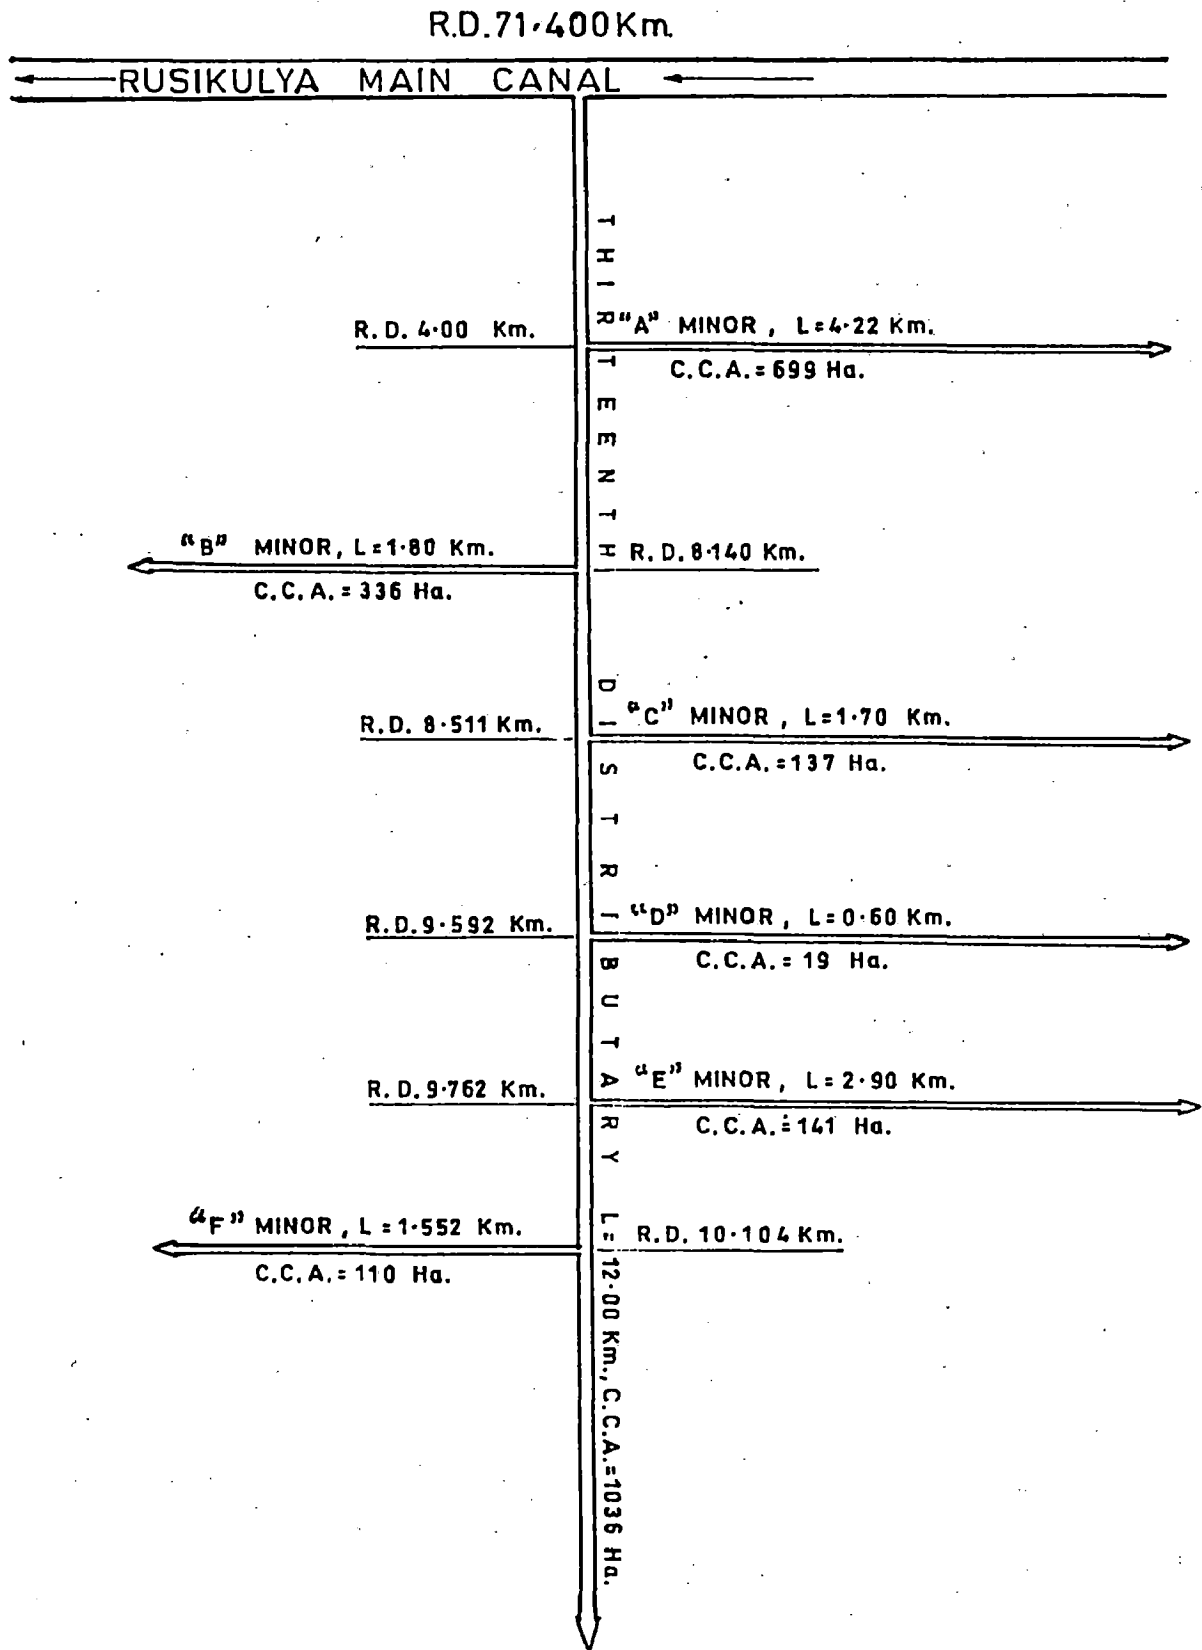 R.D.71·400Km.
RUSIKULYA MAIN CANAL
THIRTEENTH DISTRIBUTARY L=12·00 Km., C.C.A.=1036 Ha.
R.D. 4·00 Km.
"A" MINOR, L=4·22 Km.
C.C.A.=699 Ha.
"B" MINOR, L=1·80 Km.
C.C.A.=336 Ha.
R.D. 8·140 Km.
R.D. 8·511 Km.
"C" MINOR, L=1·70 Km.
C.C.A.=137 Ha.
R.D. 9·592 Km.
"D" MINOR, L=0·60 Km.
C.C.A.=19 Ha.
R.D. 9·762 Km.
"E" MINOR, L=2·90 Km.
C.C.A.=141 Ha.
"F" MINOR, L=1·552 Km.
C.C.A.=110 Ha.
R.D. 10·104 Km.